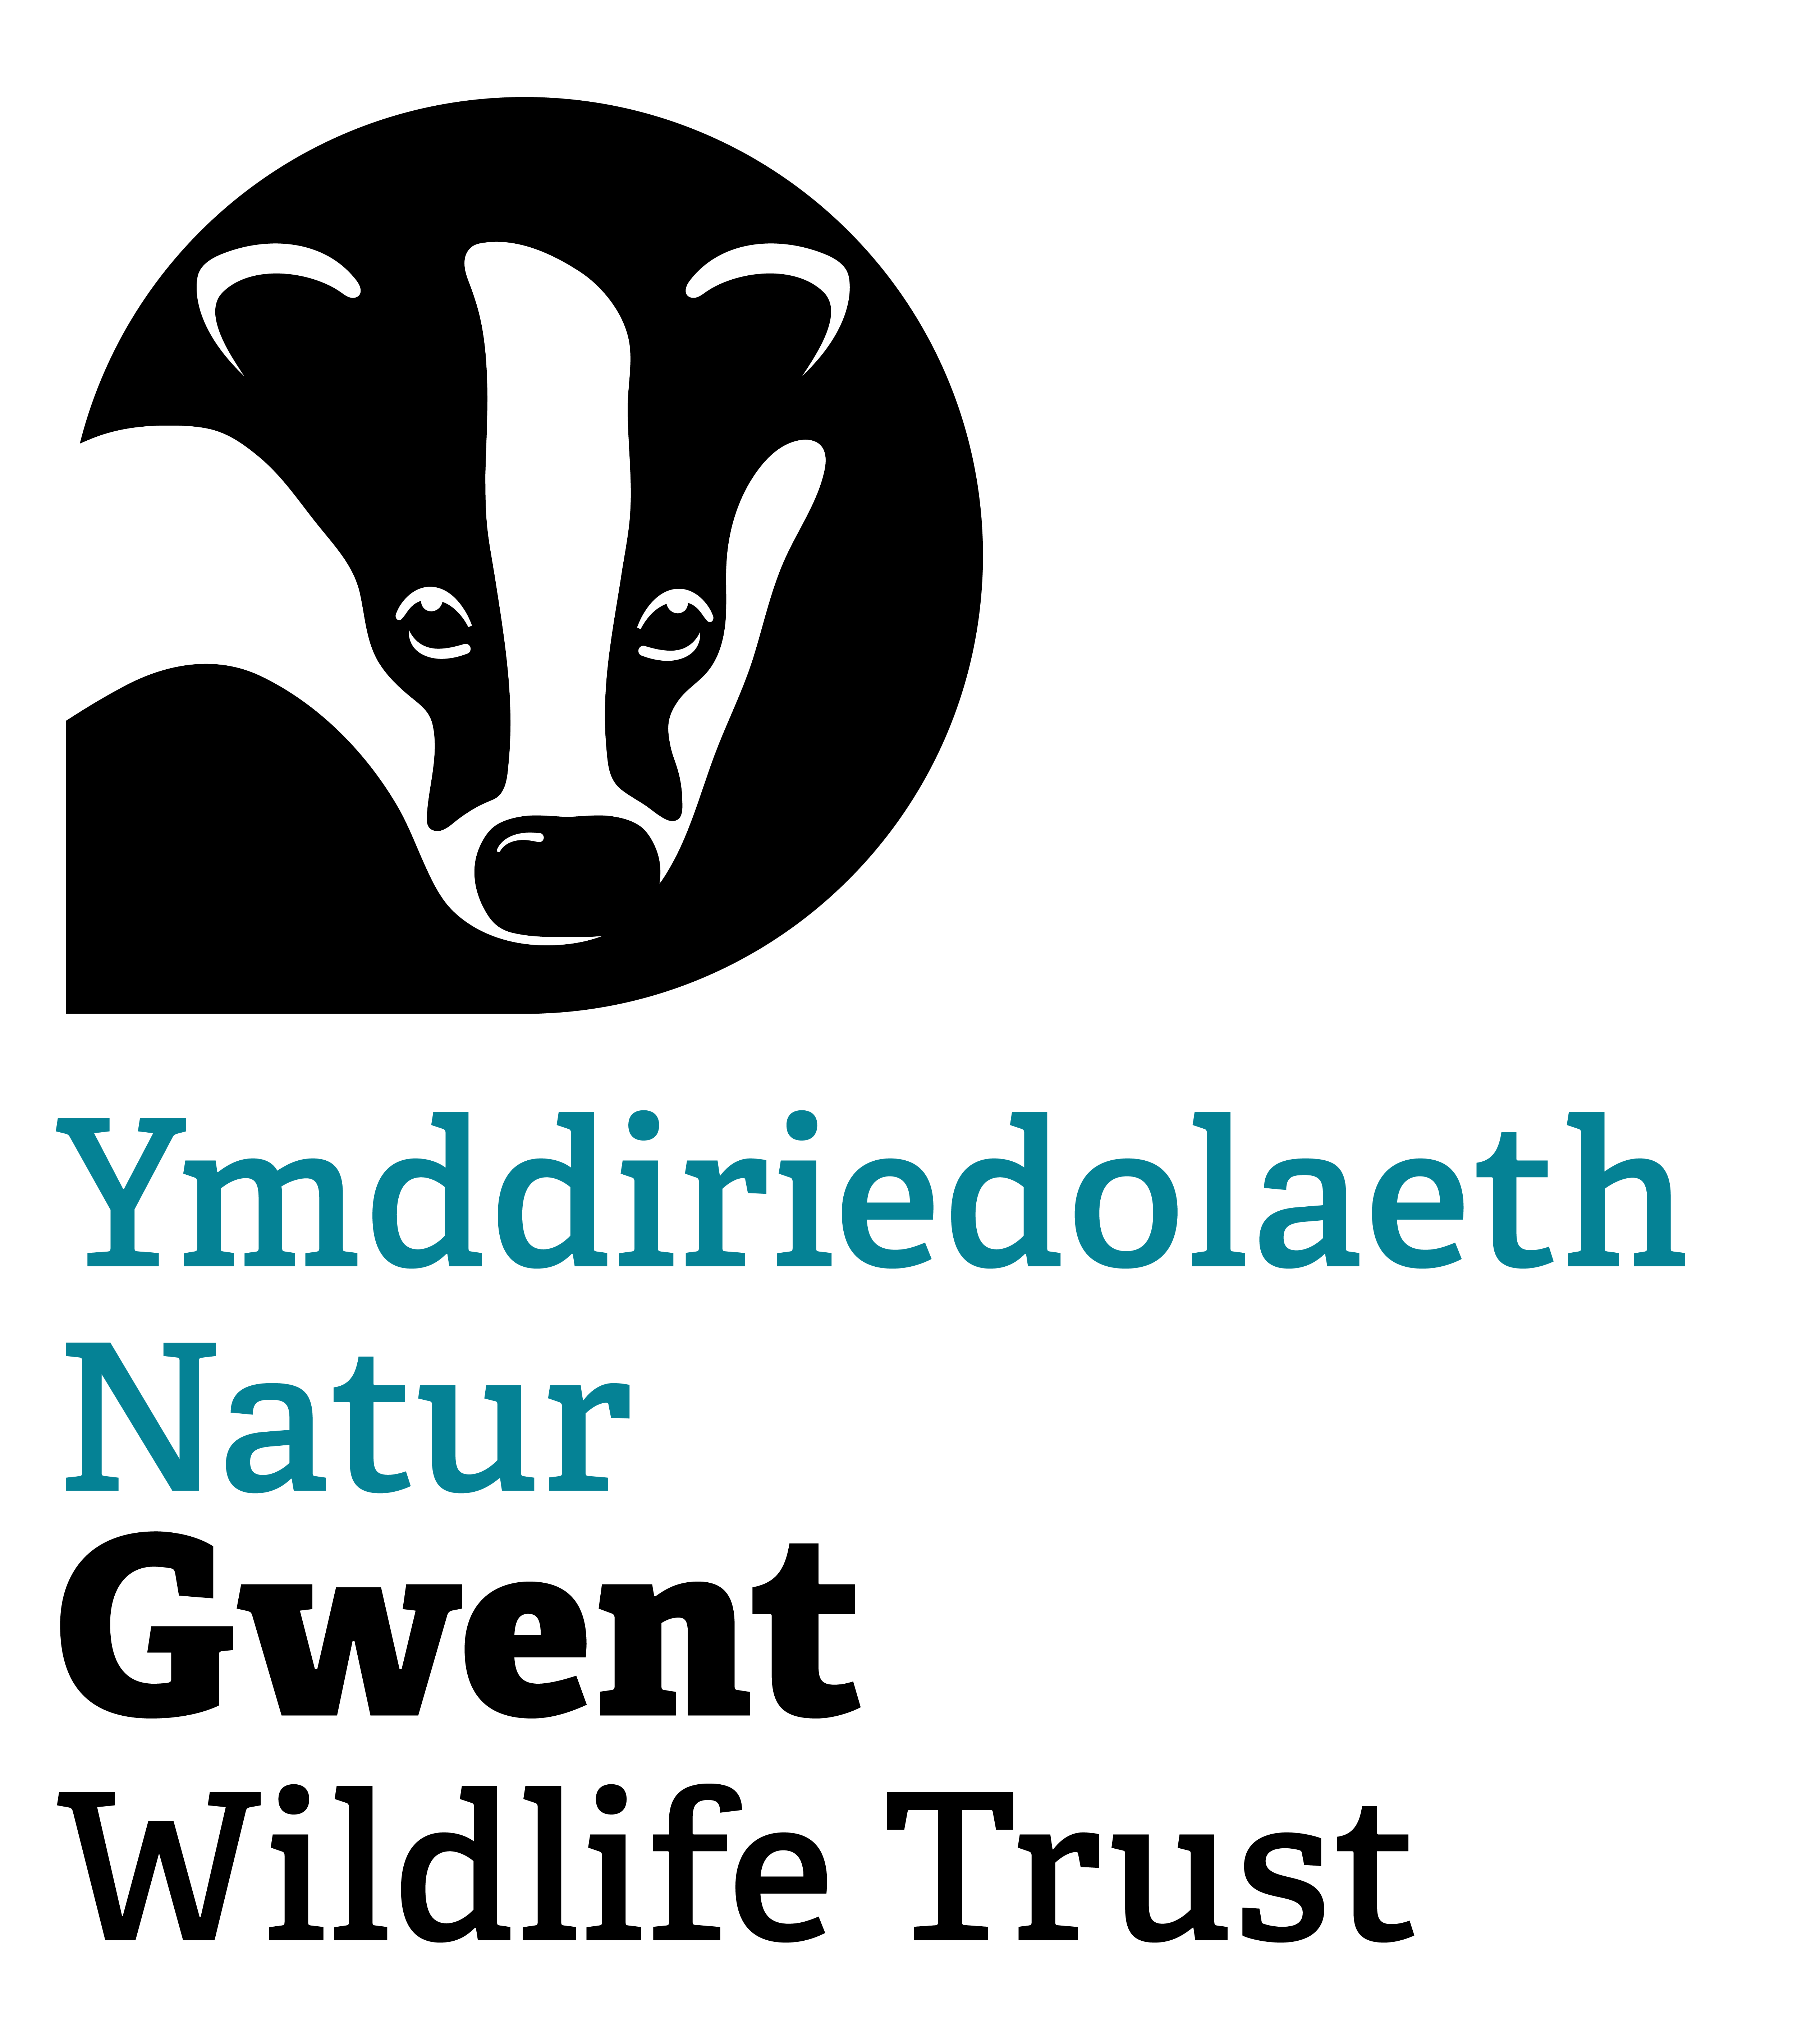 Ymddiriedolaeth
Natur
Gwent
Wildlife Trust